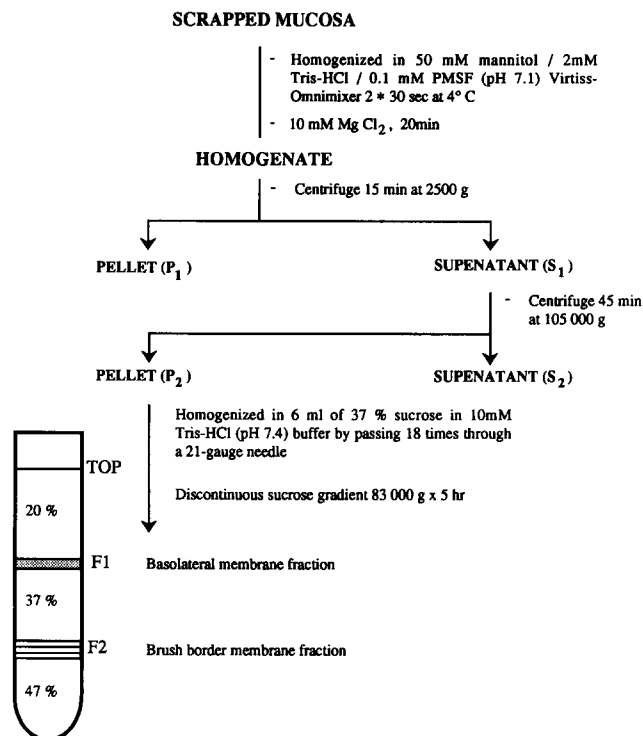 SCRAPPED MUCOSA
- Homogenized in 50 mM mannitol / 2mM
Tris-HCl / 0.1 mM PMSF (pH 7.1) Virtiss-
Omnimixer 2 * 30 sec at 4° C
- 10 mM Mg Cl2 , 20min
HOMOGENATE
- Centrifuge 15 min at 2500 g
PELLET (P1)
SUPENATANT (S1)
- Centrifuge 45 min
at 105 000 g
PELLET (P2)
SUPENATANT (S2)
Homogenized in 6 ml of 37 % sucrose in 10mM
Tris-HCl (pH 7.4) buffer by passing 18 times through
a 21-gauge needle
Discontinuous sucrose gradient 83 000 g x 5 hr
TOP
20 %
F1
Basolateral membrane fraction
37 %
F2
Brush border membrane fraction
47 %